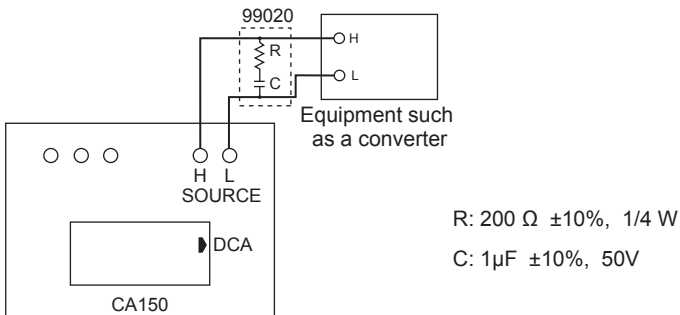 99020
R
C
H
L
Equipment such
as a converter
H L
SOURCE
DCA
CA150
R: 200 Ω ±10%, 1/4 W
C: 1µF ±10%, 50V